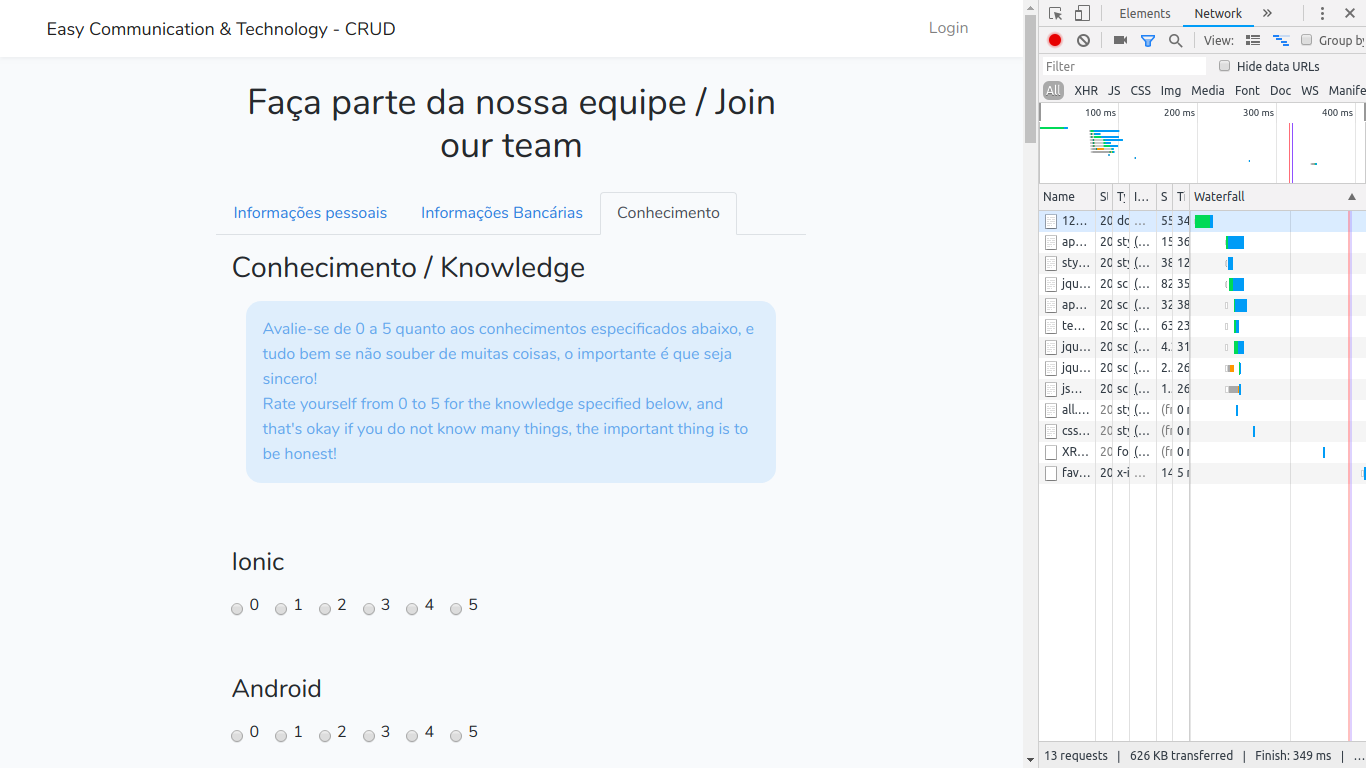 Easy Communication & Technology - CRUD
Login
Faça parte da nossa equipe / Join
our team
Informações pessoais
Informações Bancárias
Conhecimento
Conhecimento / Knowledge
Avalie-se de 0 a 5 quanto aos conhecimentos especificados abaixo, e
tudo bem se não souber de muitas coisas, o importante é que seja
sincero!
Rate yourself from 0 to 5 for the knowledge specified below, and
that's okay if you do not know many things, the important thing is to
be honest!
Ionic
0 1 2 3 4 5
Android
0 1 2 3 4 5
Elements Network »
View: Group by
Filter Hide data URLs
All XHR JS CSS Img Media Font Doc WS Manife
100 ms 200 ms 300 ms 400 ms
Name I... S Waterfall
12... 20 do ... 55 34
ap... 20 sty (... 15 36
sty... 20 sty (... 38 12
jqu... 20 sc (... 82 35
ap... 20 sc (... 32 38
te... 20 sc (... 63 23
jqu... 20 sc (... 4. 31
jqu... 20 sc (... 2.. 26
js... 20 sc (... 1.. 26
all.... 20 sty (... (fr 0
css... 20 sty (... (fr 0
XR... 20 fo (... (fr 0
fav... 20 x-i ... 14 5
13 requests | 626 KB transferred | Finish: 349 ms | ...